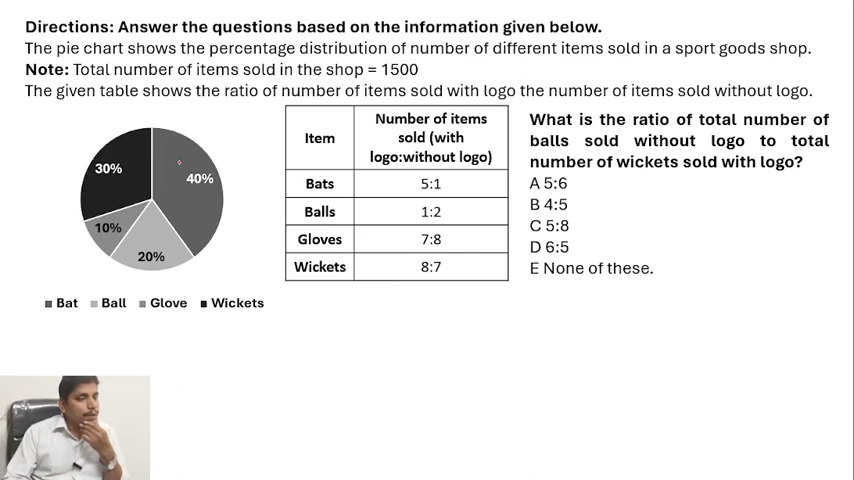 Directions: Answer the questions based on the information given below.
The pie chart shows the percentage distribution of number of different items sold in a sport goods shop.
Note: Total number of items sold in the shop = 1500
The given table shows the ratio of number of items sold with logo the number of items sold without logo.
30%
40%
10%
20%
Bat Ball Glove Wickets
Item
Number of items
sold (with
logo:without logo)
Bats 5:1
Balls 1:2
Gloves 7:8
Wickets 8:7
What is the ratio of total number of
balls sold without logo to total
number of wickets sold with logo?
A 5:6
B 4:5
C 5:8
D 6:5
E None of these.